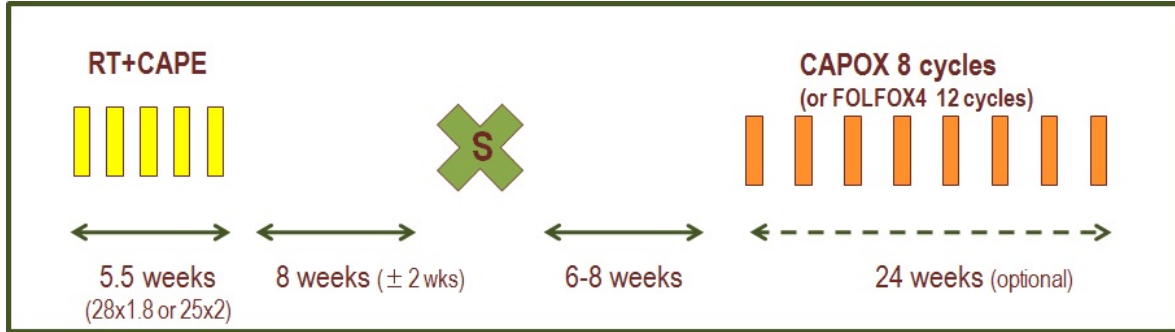 RT+CAPE
CAPOX 8 cycles
(or FOLFOX4 12 cycles)
S
5.5 weeks
(28x1.8 or 25x2)
8 weeks (± 2 wks)
6-8 weeks
24 weeks (optional)